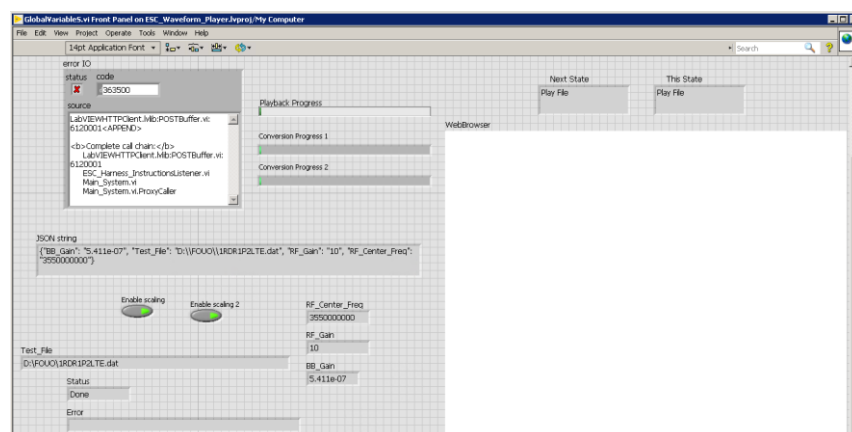 GlobalVariableS.vi Front Panel on ESC_Waveform_Player.lvproj/My Computer
File Edit View Project Operate Tools Window Help
14pt Application Font
Search
error IO
status code
363500
source
LabVIEWHTTPClient.lvlib:POSTBuffer.vi:
6120001<APPEND>
<b>Complete call chain:</b>
LabVIEWHTTPClient.lvlib:POSTBuffer.vi:
6120001
ESC_Harness_InstructionsListener.vi
Main_System.vi
Main_System.vi.ProxyCaller
Playback Progress
Conversion Progress 1
Conversion Progress 2
Next State
Play File
This State
Play File
WebBrowser
JSON string
{"BB_Gain": "5.411e-07", "Test_File": "D:\\FOUO\\1RDR1P2LTE.dat", "RF_Gain": "10", "RF_Center_Freq":
"3550000000"}
Enable scaling
Enable scaling 2
RF_Center_Freq
3550000000
RF_Gain
10
BB_Gain
5.411e-07
Test_File
D:\FOUO\1RDR1P2LTE.dat
Status
Done
Error